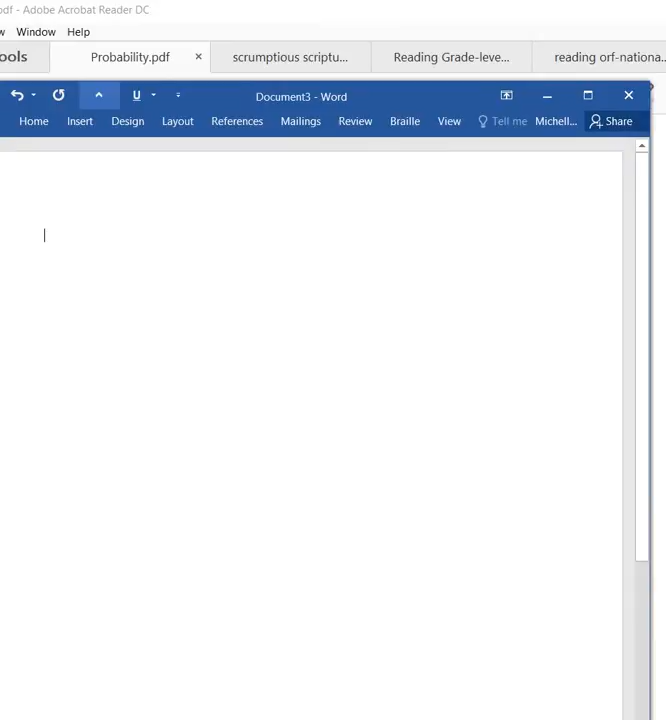 pdf - Adobe Acrobat Reader DC
w Window Help
ools Probability.pdf × scrumptious scriptu... Reading Grade-leve... reading orf-nationa...
U Document3 - Word
Home Insert Design Layout References Mailings Review Braille View Tell me Michell... Share